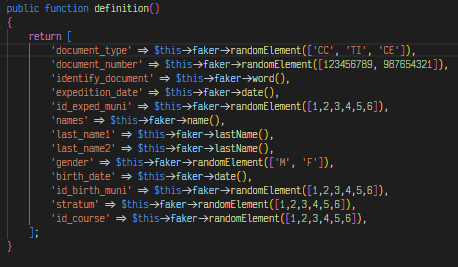 public function definition()
{
    return [
        'document_type' => $this->faker->randomElement(['CC', 'TI', 'CE']),
        'document_number' => $this->faker->randomElement([123456789, 987654321]),
        'identify_document' => $this->faker->word(),
        'expedition_date' => $this->faker->date(),
        'id_exped_muni' => $this->faker->randomElement([1,2,3,4,5,6]),
        'names' => $this->faker->name(),
        'last_name1' => $this->faker->lastName(),
        'last_name2' => $this->faker->lastName(),
        'gender' => $this->faker->randomElement(['M', 'F']),
        'birth_date' => $this->faker->date(),
        'id_birth_muni' => $this->faker->randomElement([1,2,3,4,5,6]),
        'stratum' => $this->faker->randomElement([1,2,3,4,5,6]),
        'id_course' => $this->faker->randomElement([1,2,3,4,5,6]),
    ];
}